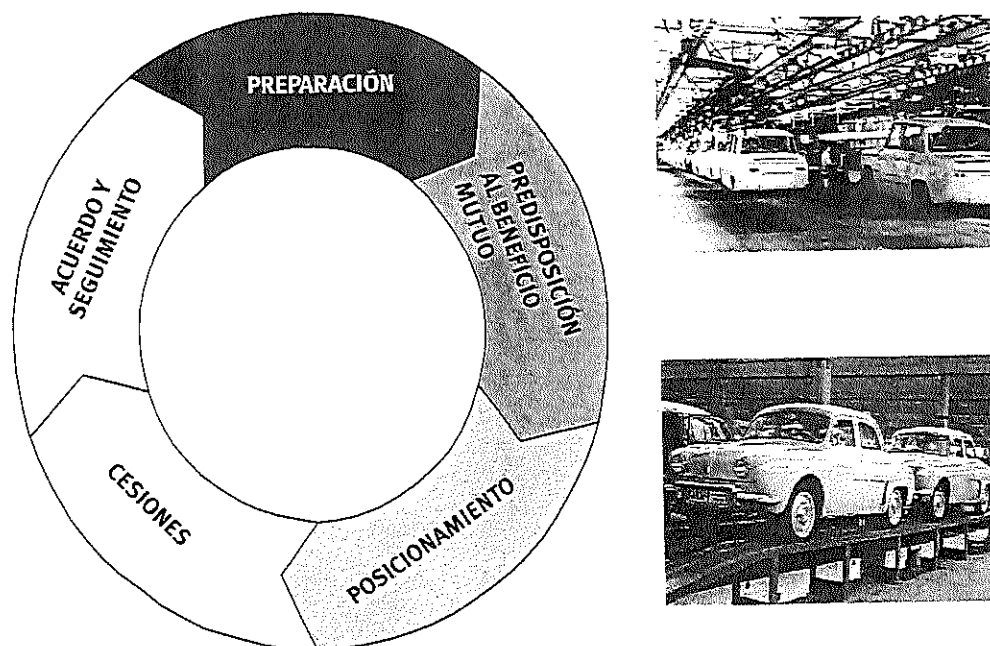 PREPARACIÓN
PREDISPOSICIÓN
AL BENEFICIO
MUTUO
POSICIONAMIENTO
CESIONES
ACUERDO Y
SEGUIMIENTO